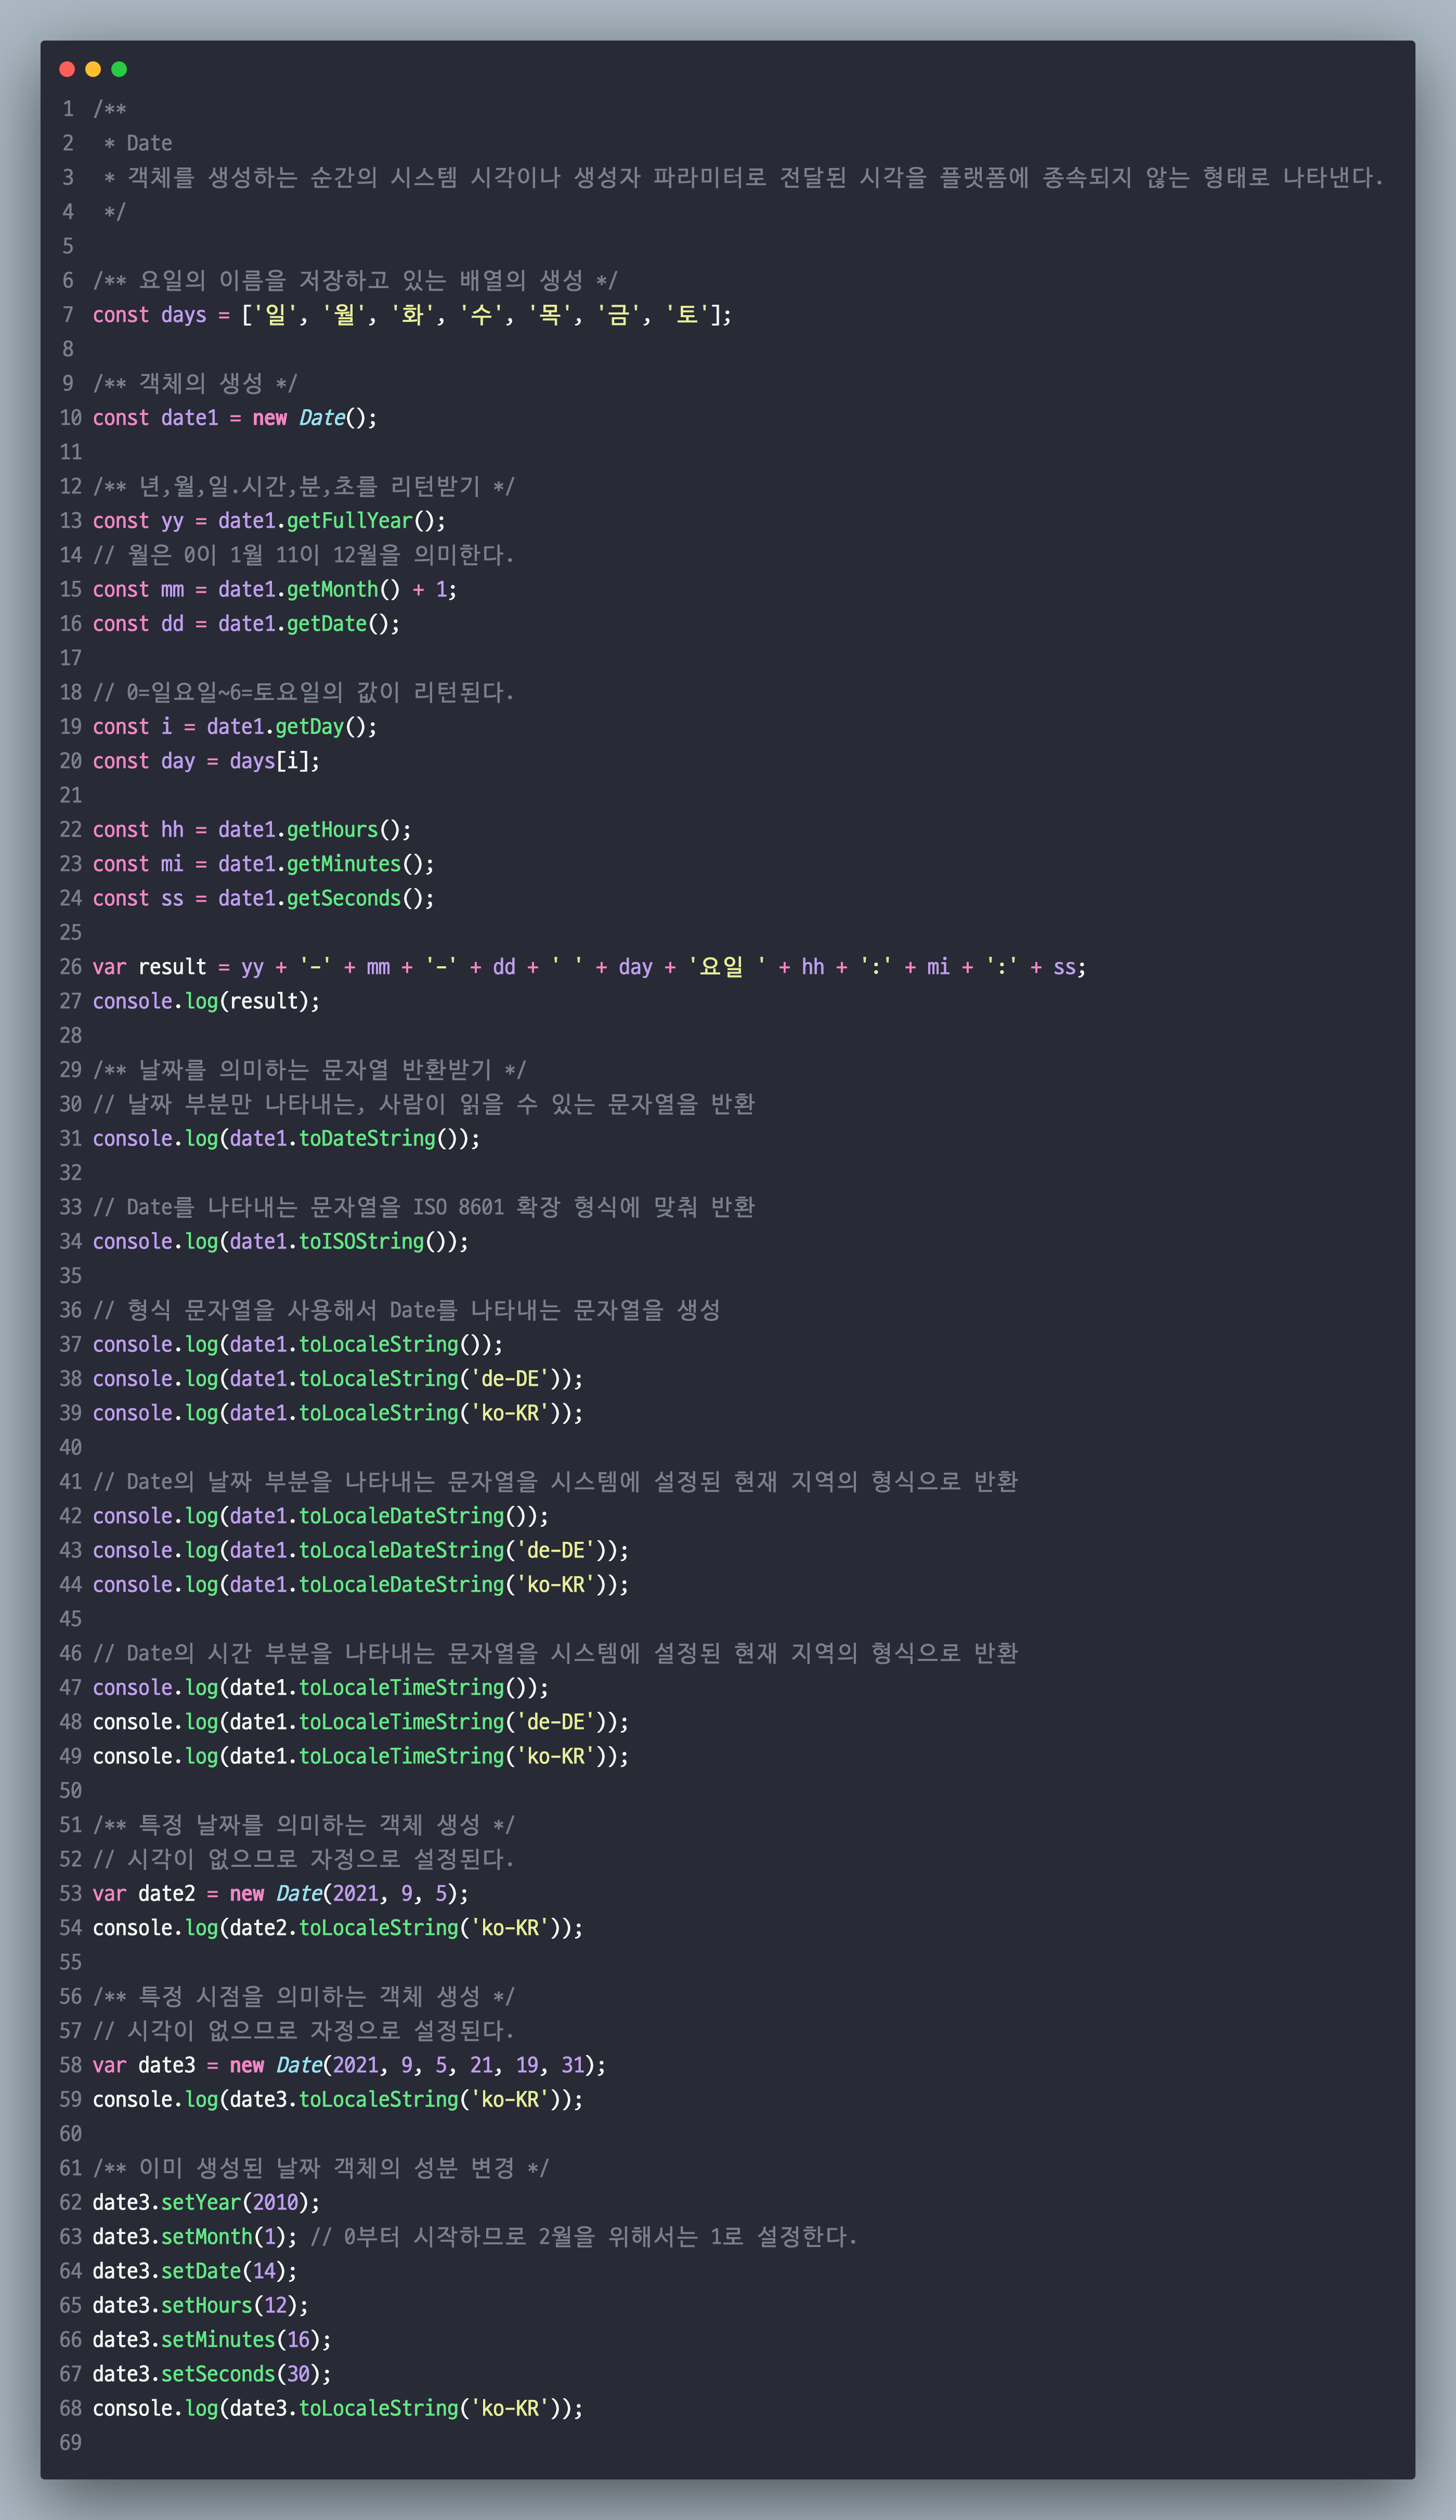 1 /**
2  * Date
3  * 객체를 생성하는 순간의 시스템 시각이나 생성자 파라미터로 전달된 시각을 플랫폼에 종속되지 않는 형태로 나타낸다.
4  */
5
6 /** 요일의 이름을 저장하고 있는 배열의 생성 */
7 const days = ['일', '월', '화', '수', '목', '금', '토'];
8
9 /** 객체의 생성 */
10 const date1 = new Date();
11
12 /** 년,월,일.시간,분,초를 리턴받기 */
13 const yy = date1.getFullYear();
14 // 월은 0이 1월 11이 12월을 의미한다.
15 const mm = date1.getMonth() + 1;
16 const dd = date1.getDate();
17
18 // 0=일요일~6=토요일의 값이 리턴된다.
19 const i = date1.getDay();
20 const day = days[i];
21
22 const hh = date1.getHours();
23 const mi = date1.getMinutes();
24 const ss = date1.getSeconds();
25
26 var result = yy + '-' + mm + '-' + dd + ' ' + day + '요일 ' + hh + ':' + mi + ':' + ss;
27 console.log(result);
28
29 /** 날짜를 의미하는 문자열 반환받기 */
30 // 날짜 부분만 나타내는, 사람이 읽을 수 있는 문자열을 반환
31 console.log(date1.toDateString());
32
33 // Date를 나타내는 문자열을 ISO 8601 확장 형식에 맞춰 반환
34 console.log(date1.toISOString());
35
36 // 형식 문자열을 사용해서 Date를 나타내는 문자열을 생성
37 console.log(date1.toLocaleString());
38 console.log(date1.toLocaleString('de-DE'));
39 console.log(date1.toLocaleString('ko-KR'));
40
41 // Date의 날짜 부분을 나타내는 문자열을 시스템에 설정된 현재 지역의 형식으로 반환
42 console.log(date1.toLocaleDateString());
43 console.log(date1.toLocaleDateString('de-DE'));
44 console.log(date1.toLocaleDateString('ko-KR'));
45
46 // Date의 시간 부분을 나타내는 문자열을 시스템에 설정된 현재 지역의 형식으로 반환
47 console.log(date1.toLocaleTimeString());
48 console.log(date1.toLocaleTimeString('de-DE'));
49 console.log(date1.toLocaleTimeString('ko-KR'));
50
51 /** 특정 날짜를 의미하는 객체 생성 */
52 // 시각이 없으므로 자정으로 설정된다.
53 var date2 = new Date(2021, 9, 5);
54 console.log(date2.toLocaleString('ko-KR'));
55
56 /** 특정 시점을 의미하는 객체 생성 */
57 // 시각이 없으므로 자정으로 설정된다.
58 var date3 = new Date(2021, 9, 5, 21, 19, 31);
59 console.log(date3.toLocaleString('ko-KR'));
60
61 /** 이미 생성된 날짜 객체의 성분 변경 */
62 date3.setYear(2010);
63 date3.setMonth(1); // 0부터 시작하므로 2월을 위해서는 1로 설정한다.
64 date3.setDate(14);
65 date3.setHours(12);
66 date3.setMinutes(16);
67 date3.setSeconds(30);
68 console.log(date3.toLocaleString('ko-KR'));
69